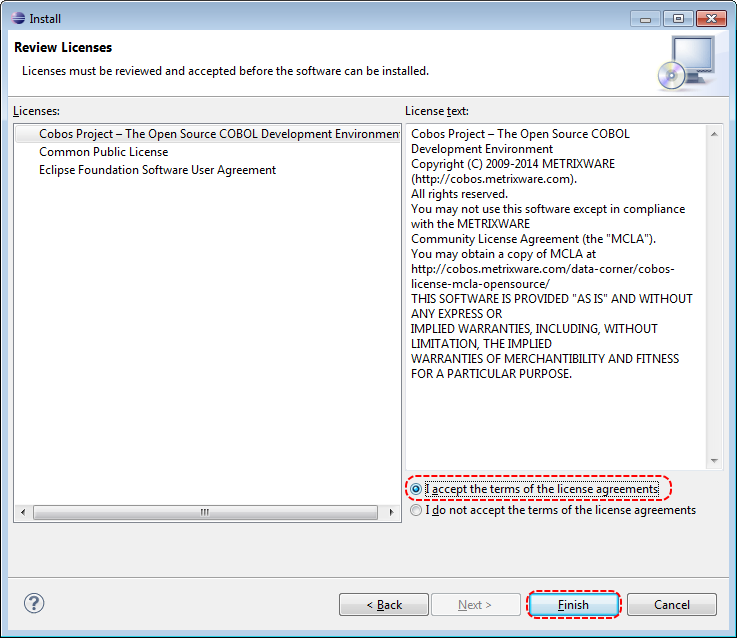 Install
Review Licenses
Licenses must be reviewed and accepted before the software can be installed.
Licenses:
Cobos Project – The Open Source COBOL Development Environment
Common Public License
Eclipse Foundation Software User Agreement
License text:
Cobos Project – The Open Source COBOL
Development Environment
Copyright (C) 2009-2014 METRIXWARE
(http://cobos.metrixware.com).
All rights reserved.
You may not use this software except in compliance
with the METRIXWARE
Community License Agreement (the "MCLA").
You may obtain a copy of MCLA at
http://cobos.metrixware.com/data-corner/cobos-
license-mcla-opensource/
THIS SOFTWARE IS PROVIDED "AS IS" AND WITHOUT
ANY EXPRESS OR
IMPLIED WARRANTIES, INCLUDING, WITHOUT
LIMITATION, THE IMPLIED
WARRANTIES OF MERCHANTIBILITY AND FITNESS
FOR A PARTICULAR PURPOSE.
I accept the terms of the license agreements
I do not accept the terms of the license agreements
?
< Back
Next >
Finish
Cancel